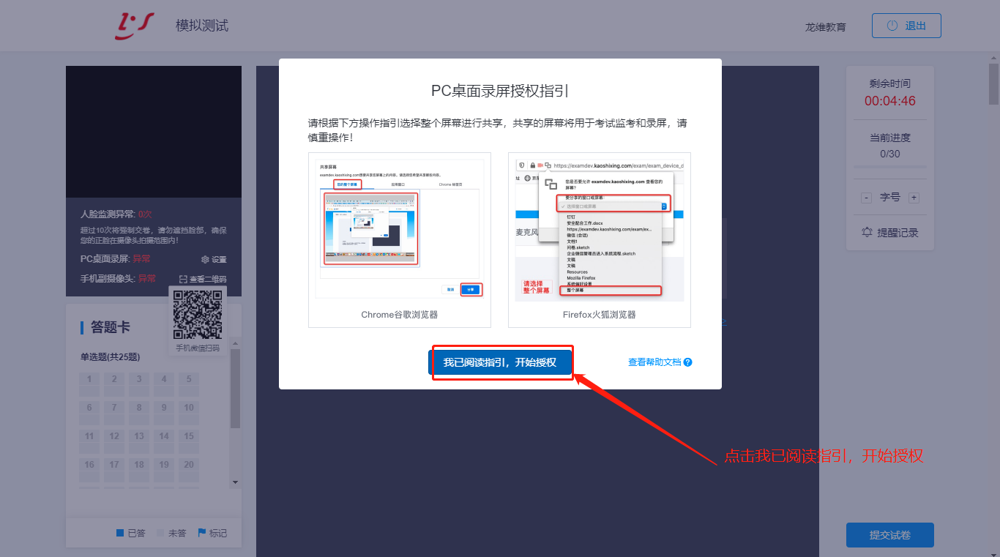 模拟测试
龙维教育
退出
PC桌面录屏授权指引
请根据下方操作指引选择整个屏幕进行共享，共享的屏幕将用于考试监考和录屏，请
慎重操作！
共享屏幕
examdev.kaoshixing.com想要共享您屏幕上的内容。请选择您希望共享哪些内容。
您的整个屏幕
应用窗口
Chrome 标签页
取消
分享
Chrome谷歌浏览器
https://examdev.kaoshixing.com/exam/exam_device_d
您是否要允许 examdev.kaoshixing.com 查看您的
屏幕?
要分享的窗口或屏幕:
选择窗口或屏幕
钉钉
安全配合工作.docx
https://examdev.kaoshixing.com/exam/ex...
微信 (会话)
文档1
问卷.sketch
企业微信管理员进入系统流程.sketch
文稿
文稿
Resources
Mozilla Firefox
系统偏好设置
整个屏幕
麦克风
请选择
整个屏幕
Firefox火狐浏览器
我已阅读指引，开始授权
查看帮助文档
点击我已阅读指引，开始授权
人脸监测异常: 0次
超过10次将强制交卷，请勿遮挡脸部，确保
您的正脸在摄像头拍摄范围内！
PC桌面录屏: 异常
设置
手机副摄像头: 异常
查看二维码
手机微信扫码
答题卡
单选题(共25题)
1 2 3 4 5
6 7 8 9 10
11 12 13 14 15
16 17 18 19 20
已答 未答 标记
剩余时间
00:04:46
当前进度
0/30
- 字号 +
提醒记录
提交试卷